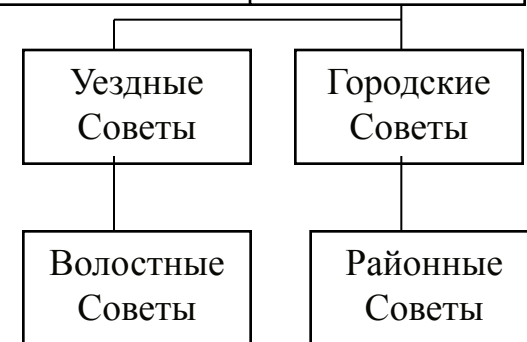 Уездные
Советы
Городские
Советы
Волостные
Советы
Районные
Советы